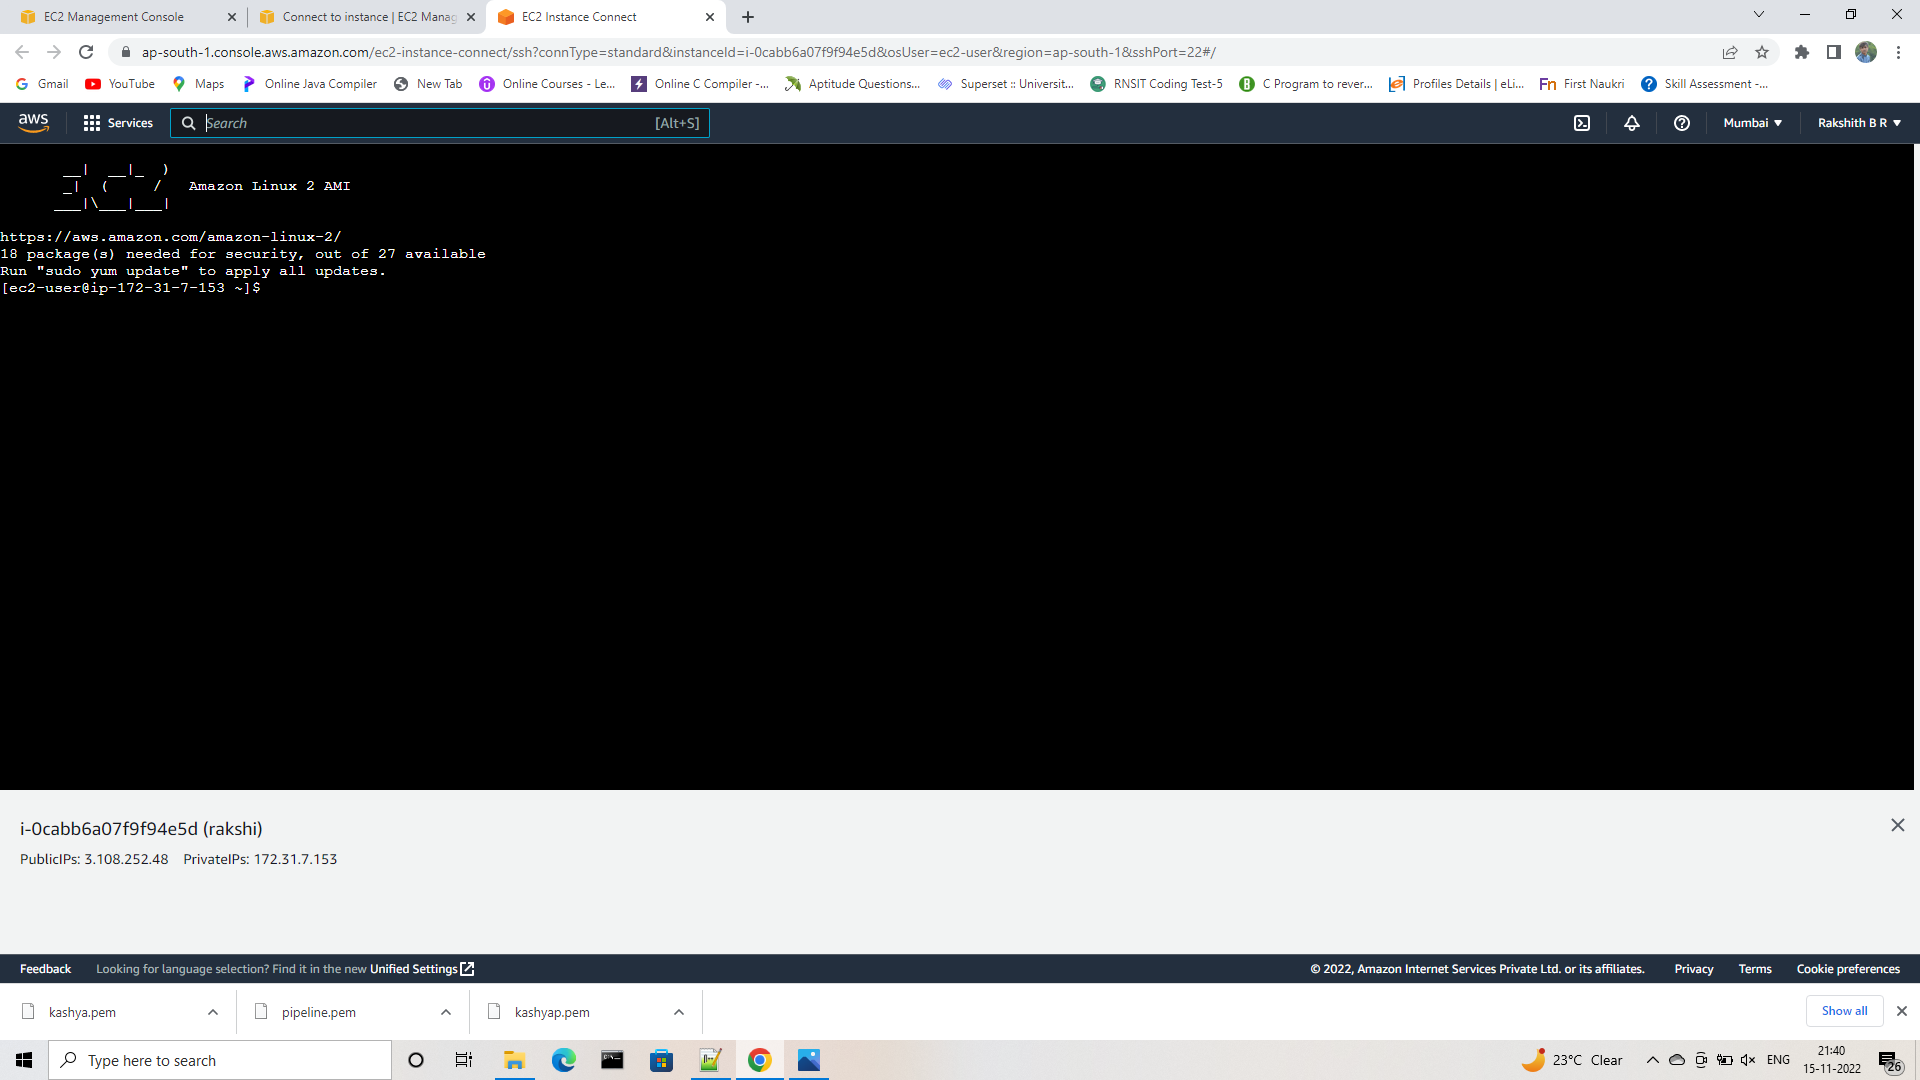 EC2 Management Console
Connect to instance | EC2 Manag
EC2 Instance Connect
ap-south-1.console.aws.amazon.com/ec2-instance-connect/ssh?connType=standard&instanceId=i-0cabb6a07f9f94e5d&osUser=ec2-user&region=ap-south-1&sshPort=22#/
Gmail YouTube Maps Online Java Compiler New Tab Online Courses - Le... Online C Compiler -... Aptitude Questions... Superset :: Universit... RNSIT Coding Test-5 C Program to rever... Profiles Details | eLi... First Naukri Skill Assessment -...
aws Services Search [Alt+S] Mumbai Rakshith B R
__|  __|_  )
_|  (     /   Amazon Linux 2 AMI
___|\___|___|
https://aws.amazon.com/amazon-linux-2/
18 package(s) needed for security, out of 27 available
Run "sudo yum update" to apply all updates.
[ec2-user@ip-172-31-7-153 ~]$
i-0cabb6a07f9f94e5d (rakshi)
PublicIPs: 3.108.252.48 PrivateIPs: 172.31.7.153
Feedback Looking for language selection? Find it in the new Unified Settings © 2022, Amazon Internet Services Private Ltd. or its affiliates. Privacy Terms Cookie preferences
kashya.pem pipeline.pem kashyap.pem Show all
Type here to search 23°C Clear ENG 21:40
15-11-2022 26